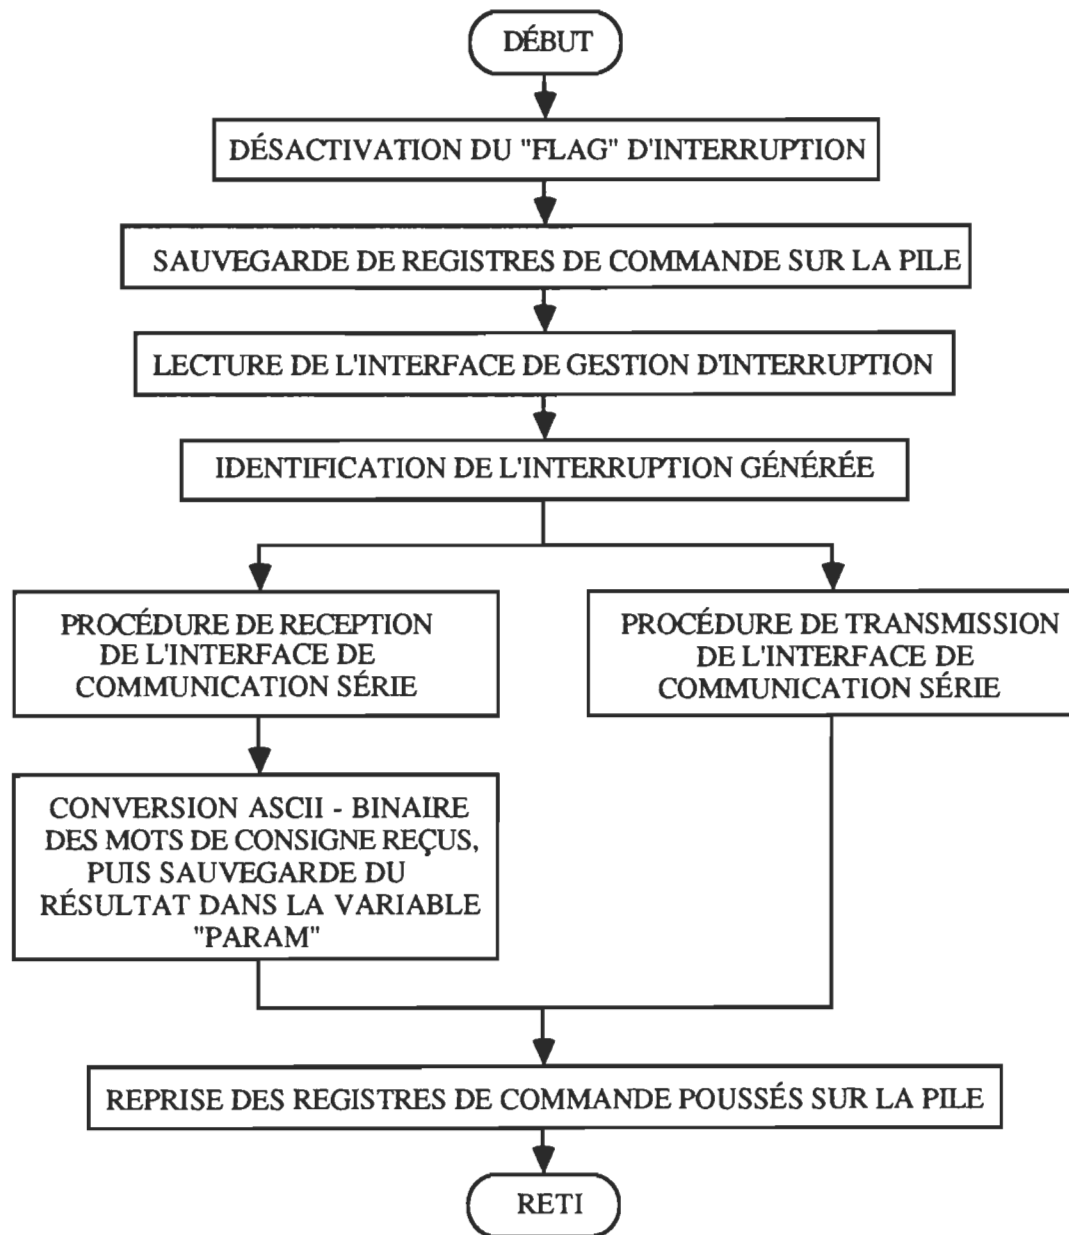 DÉBUT
DÉSACTIVATION DU "FLAG" D'INTERRUPTION
SAUVEGARDE DE REGISTRES DE COMMANDE SUR LA PILE
LECTURE DE L'INTERFACE DE GESTION D'INTERRUPTION
IDENTIFICATION DE L'INTERRUPTION GÉNÉRÉE
PROCÉDURE DE RECEPTION
DE L'INTERFACE DE
COMMUNICATION SÉRIE
PROCÉDURE DE TRANSMISSION
DE L'INTERFACE DE
COMMUNICATION SÉRIE
CONVERSION ASCII - BINAIRE
DES MOTS DE CONSIGNE REÇUS,
PUIS SAUVEGARDE DU
RÉSULTAT DANS LA VARIABLE
"PARAM"
REPRISE DES REGISTRES DE COMMANDE POUSSÉS SUR LA PILE
RETI